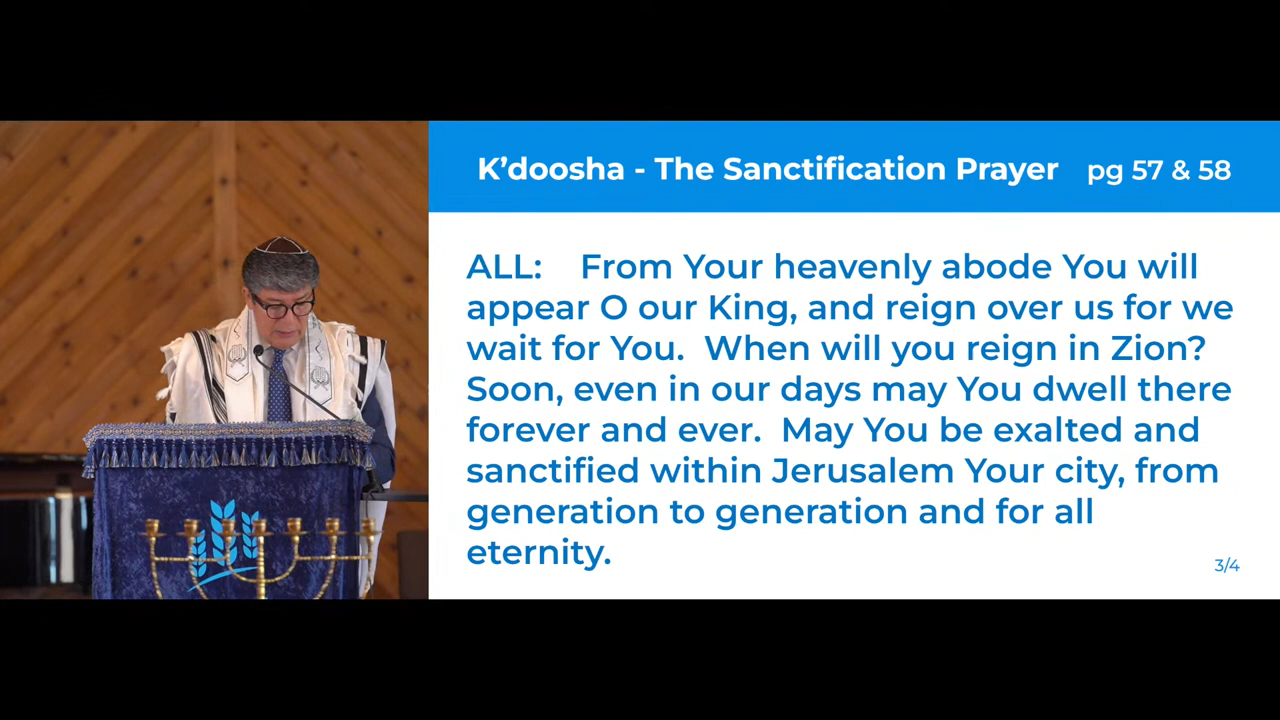 K'doosha - The Sanctification Prayer pg 57 & 58
ALL: From Your heavenly abode You will
appear O our King, and reign over us for we
wait for You. When will you reign in Zion?
Soon, even in our days may You dwell there
forever and ever. May You be exalted and
sanctified within Jerusalem Your city, from
generation to generation and for all
eternity.
3/4